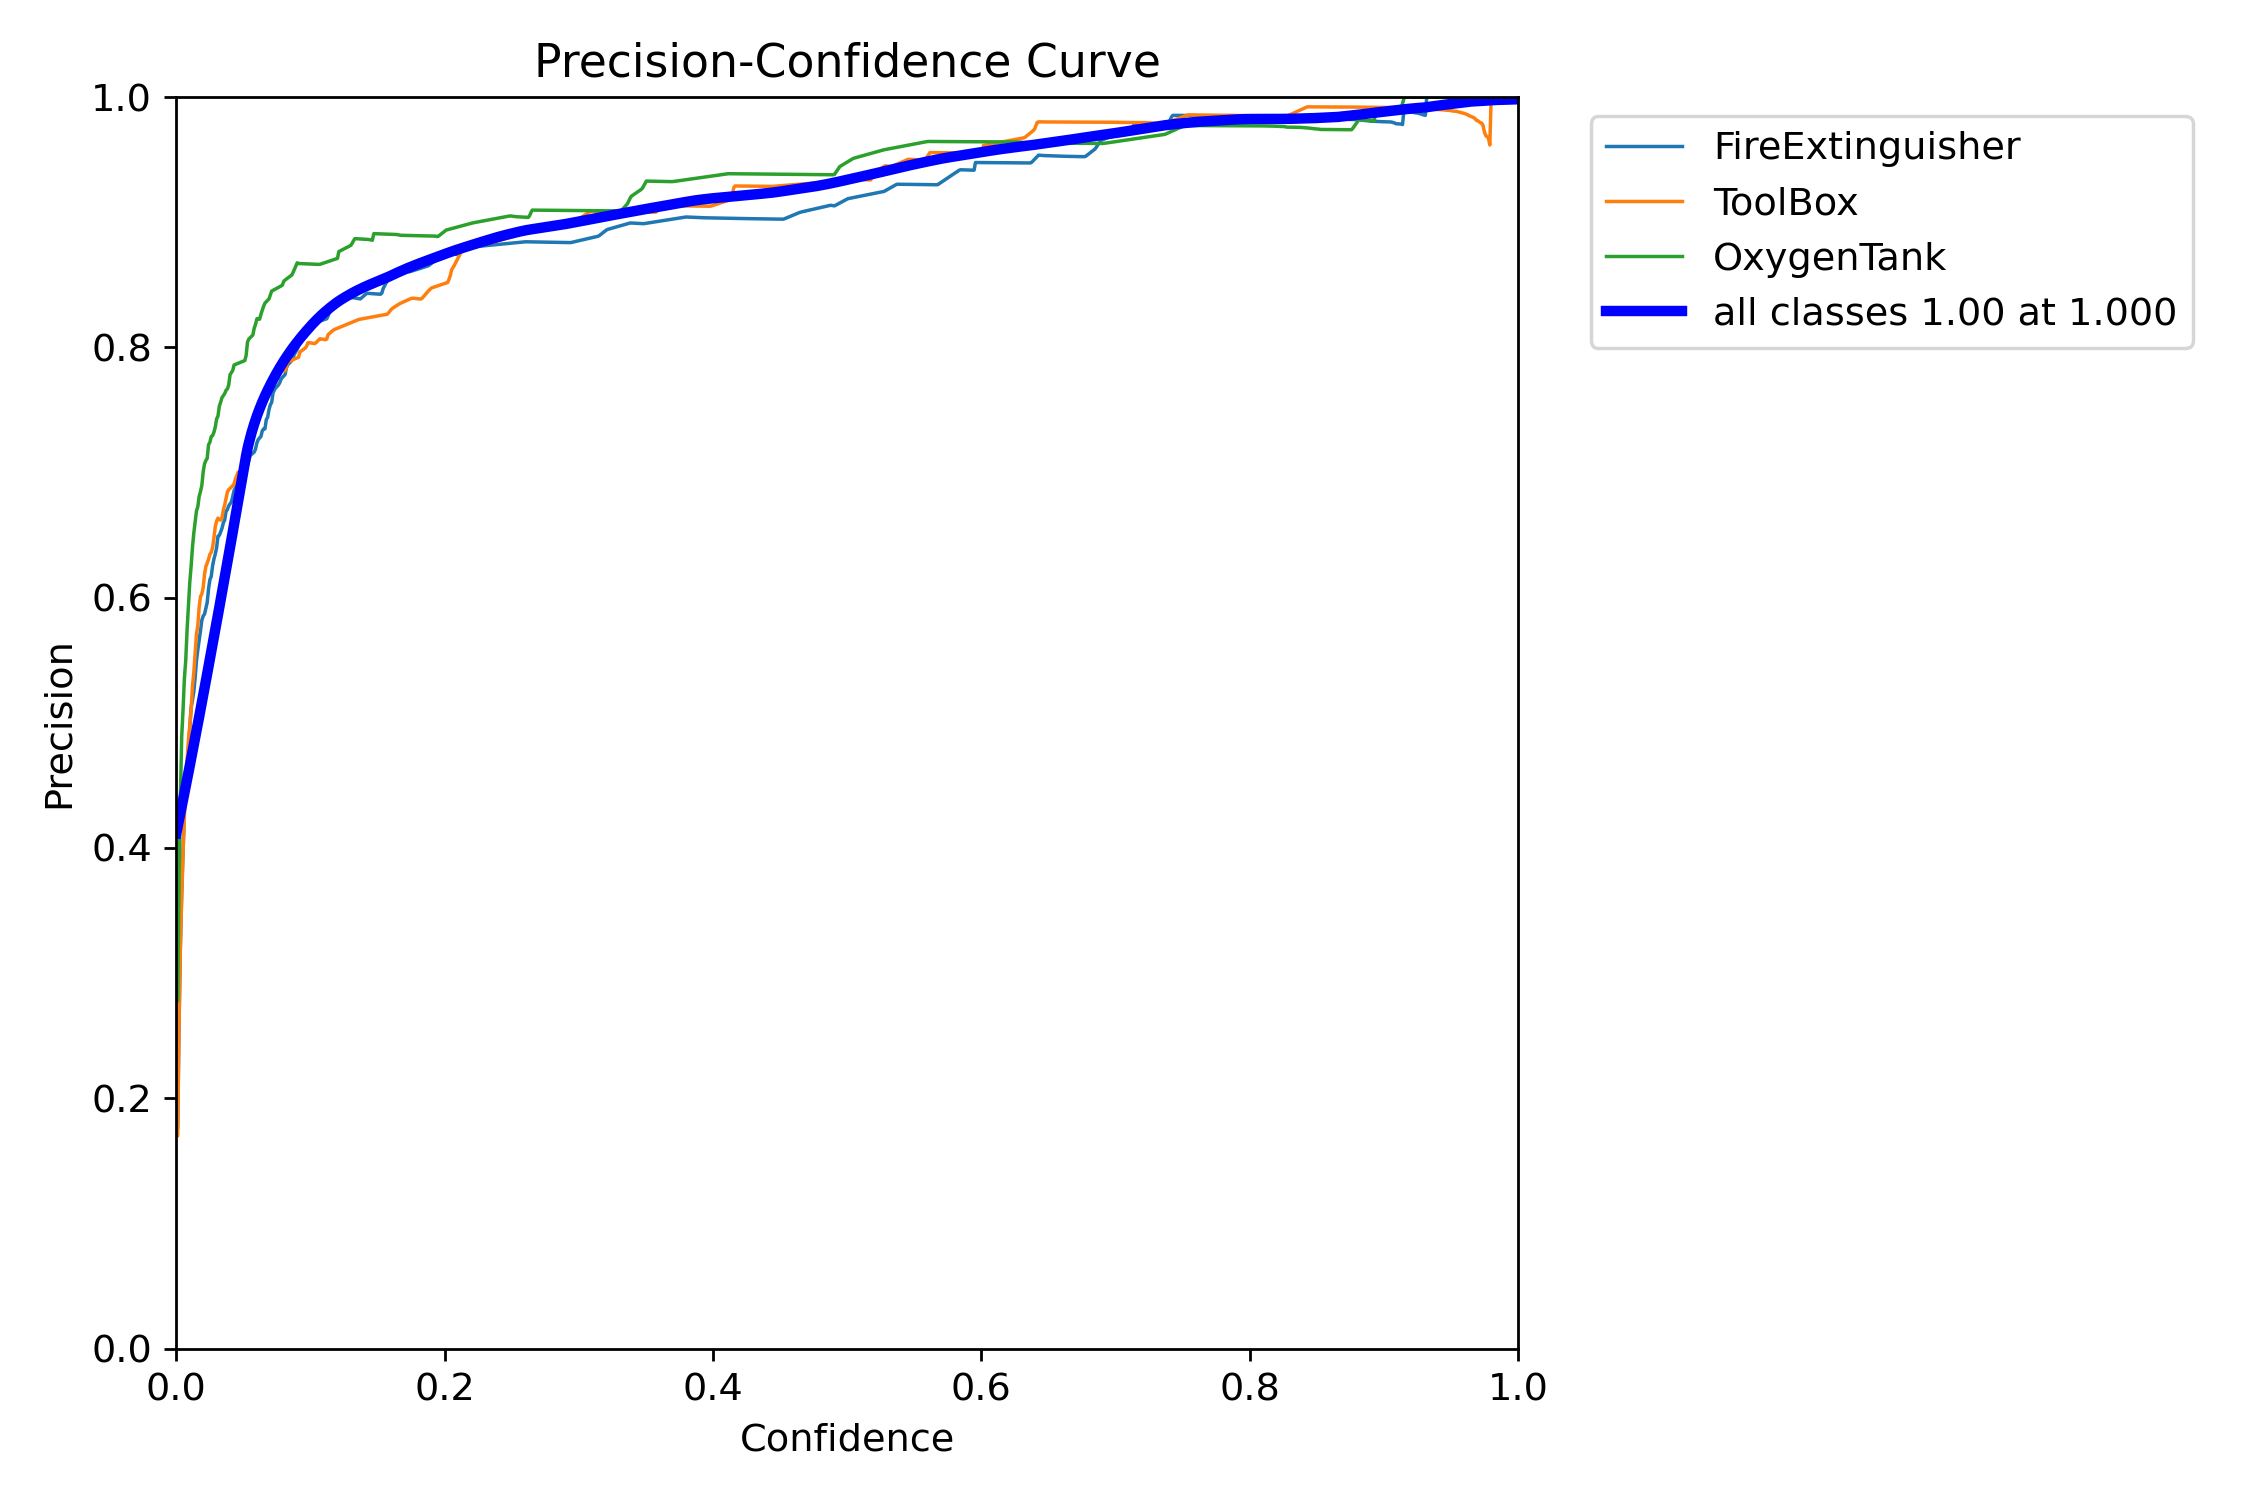 Precision-Confidence Curve
1.0
0.8
0.6
0.4
0.2
0.0
Precision
0.0 0.2 0.4 0.6 0.8 1.0
Confidence
FireExtinguisher
ToolBox
OxygenTank
all classes 1.00 at 1.000